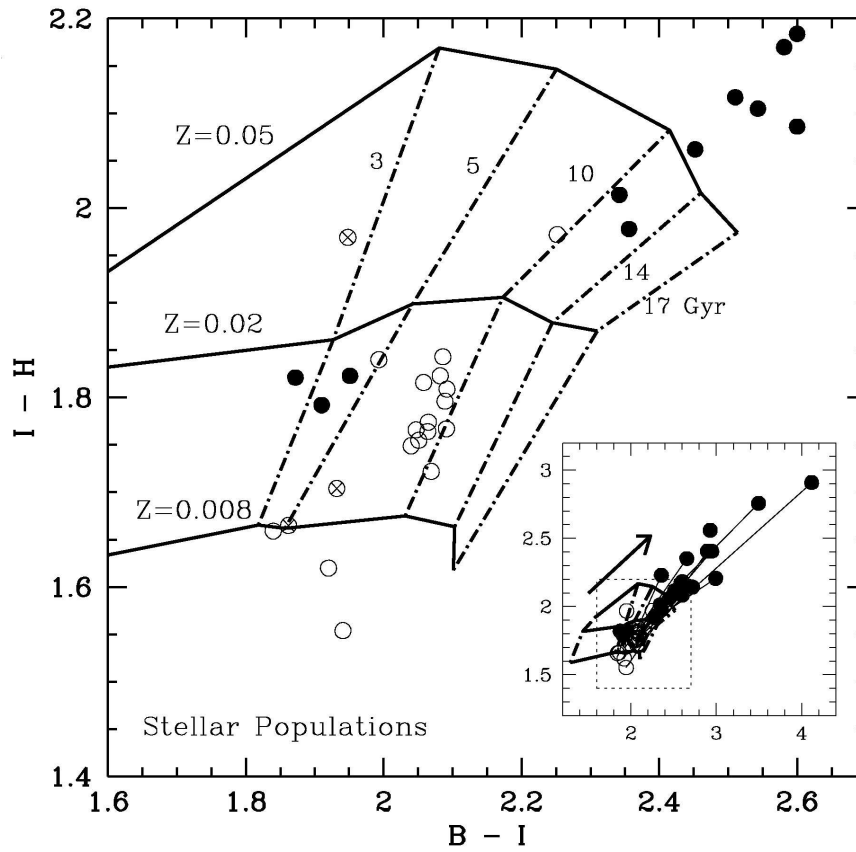 2.2
2
1.8
1.6
1.4
I – H
Z=0.05
Z=0.02
Z=0.008
3
5
10
14
17 Gyr
Stellar Populations
3
2.5
2
1.5
2 3 4
1.6 1.8 2 2.2 2.4 2.6
B – I